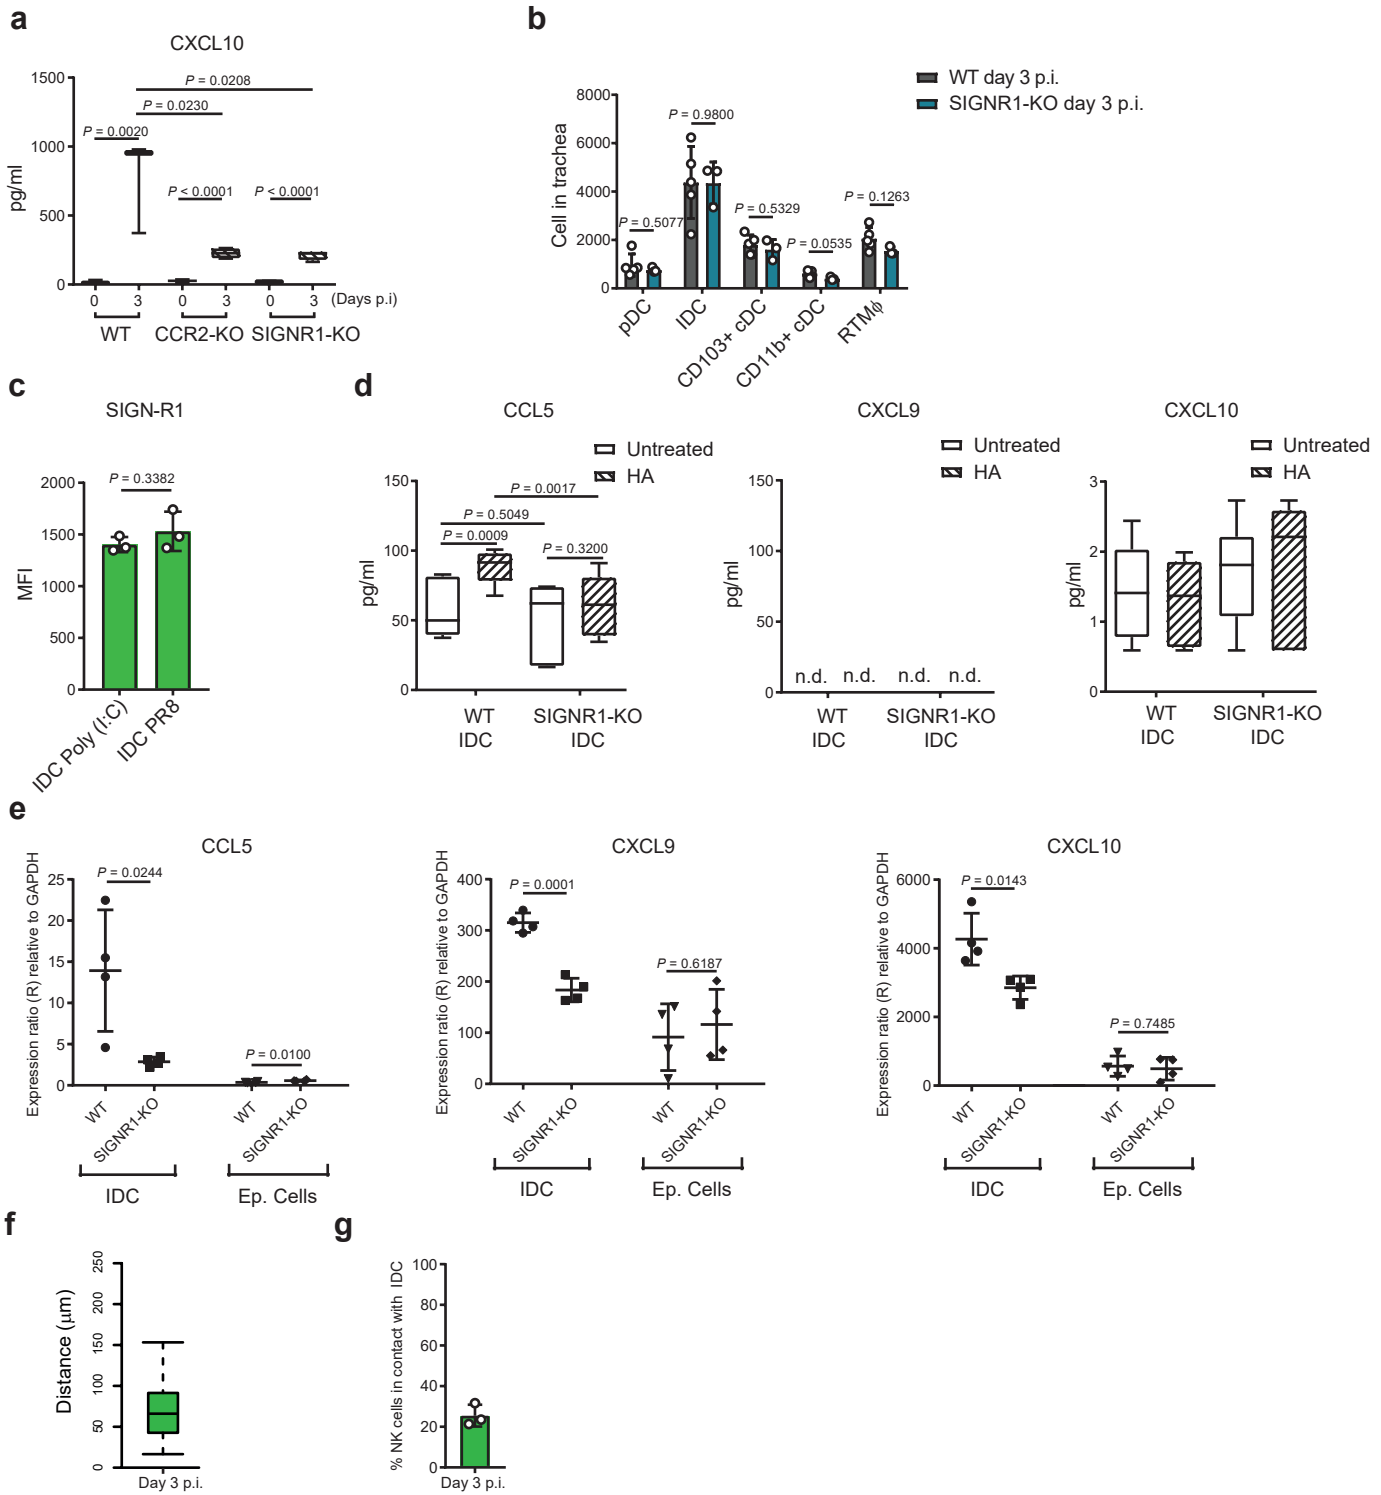 a
CXCL10
1500
1000
500
0
pg/ml
P = 0.0208
P = 0.0230
P = 0.0020
P < 0.0001
P < 0.0001
0 3 0 3 0 3 (Days p.i)
WT CCR2-KO SIGNR1-KO
b
WT day 3 p.i.
SIGNR1-KO day 3 p.i.
8000
6000
4000
2000
0
Cell in trachea
P = 0.9800
P = 0.5077
P = 0.5329
P = 0.0535
P = 0.1263
pDC
IDC
CD103+ cDC
CD11b+ cDC
RTMϕ
c
SIGN-R1
2000
1500
1000
500
0
MFI
P = 0.3382
IDC Poly (I:C)
IDC PR8
d
CCL5
Untreated
HA
150
100
50
0
pg/ml
P = 0.0017
P = 0.5049
P = 0.0009
P = 0.3200
WT SIGNR1-KO
IDC IDC
CXCL9
Untreated
HA
150
100
50
0
pg/ml
n.d. n.d. n.d. n.d.
WT SIGNR1-KO
IDC IDC
CXCL10
Untreated
HA
3
2
1
0
pg/ml
WT SIGNR1-KO
IDC IDC
e
CCL5
25
20
15
10
5
0
Expression ratio (R) relative to GAPDH
P = 0.0244
P = 0.0100
WT
SIGNR1-KO
WT
SIGNR1-KO
IDC Ep. Cells
CXCL9
400
300
200
100
0
Expression ratio (R) relative to GAPDH
P = 0.0001
P = 0.6187
WT
SIGNR1-KO
WT
SIGNR1-KO
IDC Ep. Cells
CXCL10
6000
4000
2000
0
Expression ratio (R) relative to GAPDH
P = 0.0143
P = 0.7485
WT
SIGNR1-KO
WT
SIGNR1-KO
IDC Ep. Cells
f
250
200
150
100
50
0
Distance (μm)
Day 3 p.i.
g
100
80
60
40
20
0
% NK cells in contact with IDC
Day 3 p.i.